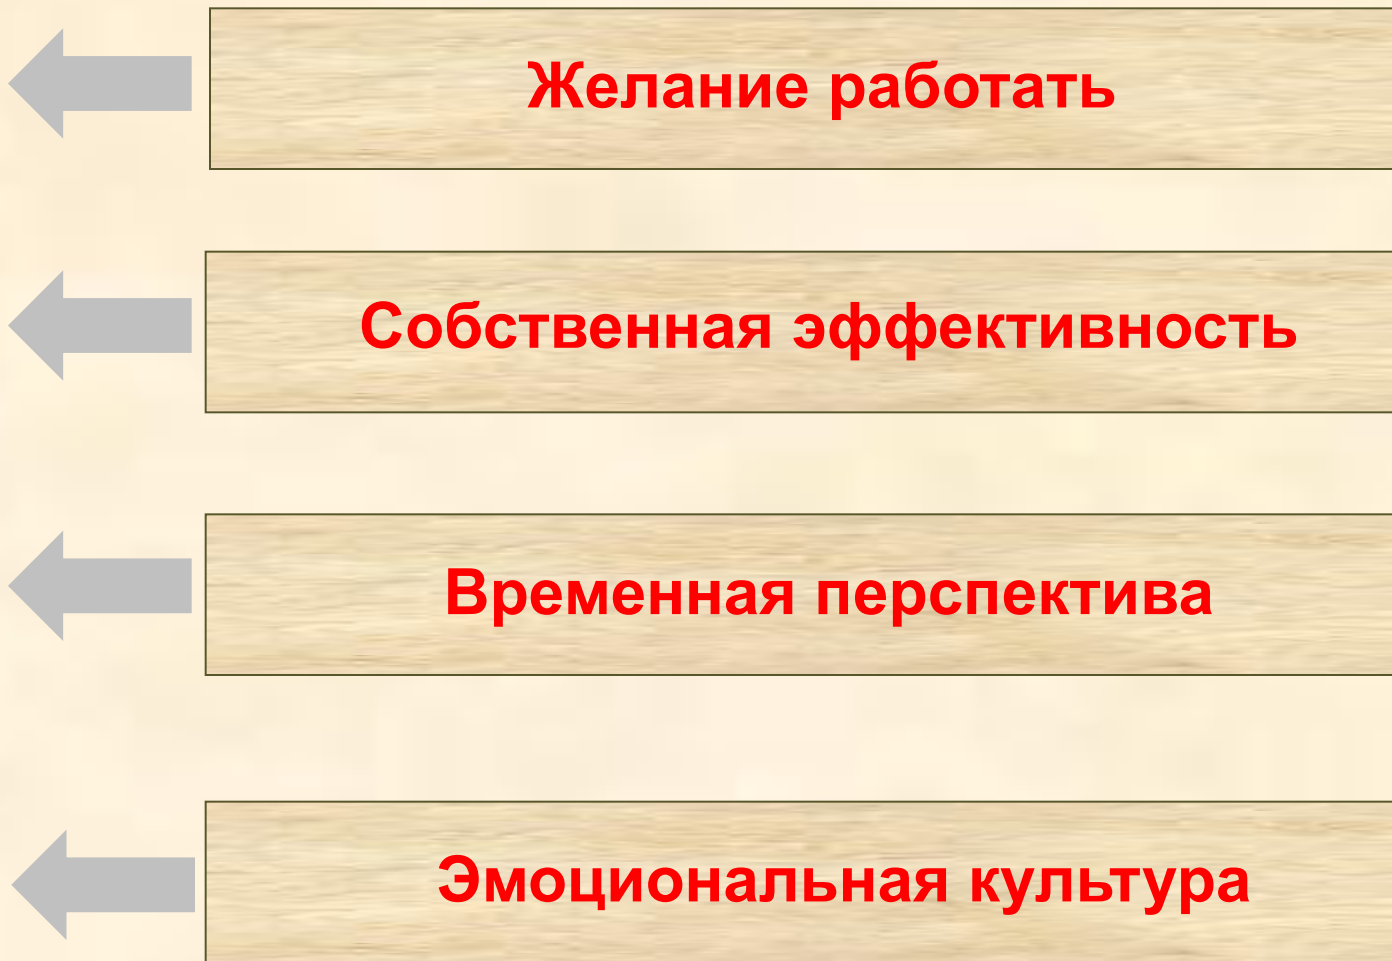 Желание работать
Собственная эффективность
Временная перспектива
Эмоциональная культура